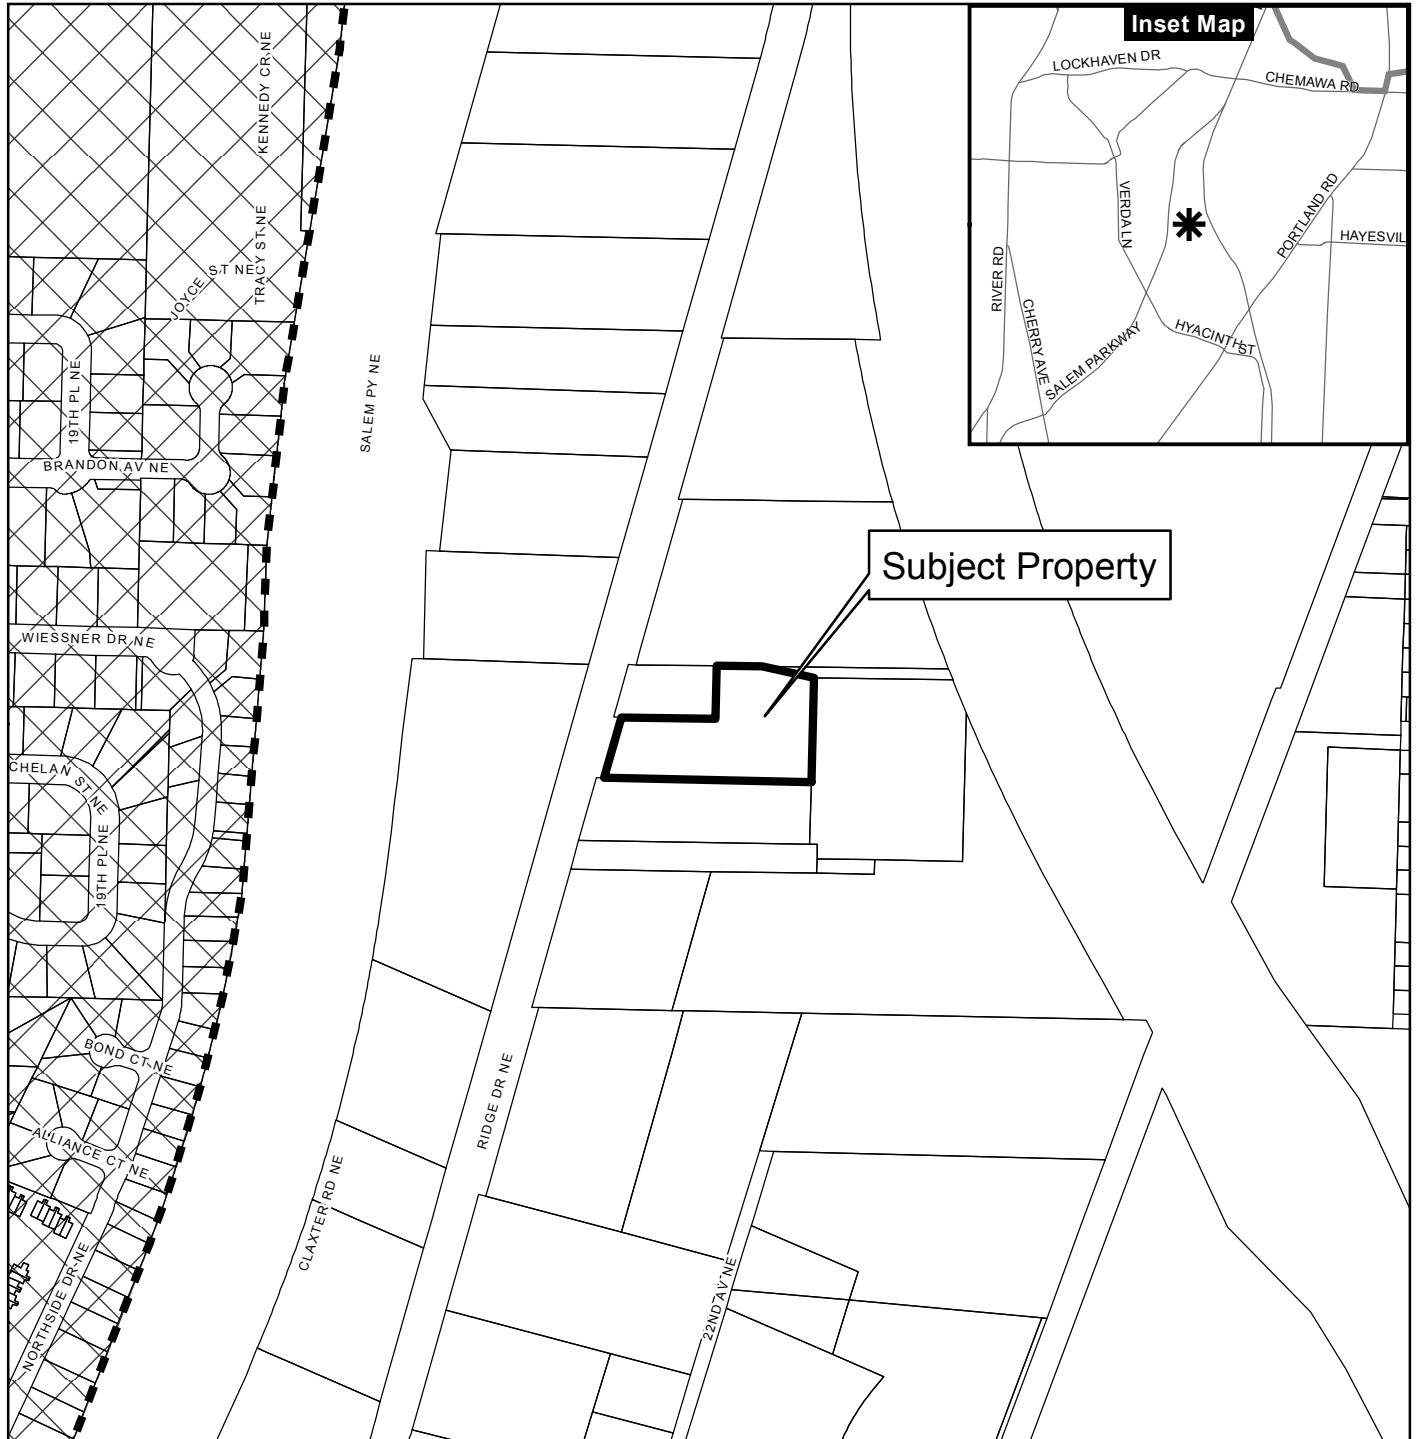 Inset Map
LOCKHAVEN DR
CHEMAWA RD
VERDA LN
PORTLAND RD
HAYESVIL
RIVER RD
CHERRY AVE
SALEM PARKWAY
HYACINTH ST
KENNEDY CR NE
TRACY ST NE
JOYCE ST NE
19TH PL NE
BRANDON AV NE
SALEM PY NE
Subject Property
WIESSNER DR NE
CHELAN ST NE
19TH PL NE
BOND CT NE
ALLIANCE CT NE
NORTHSIDE DR NE
CLAXTER RD NE
RIDGE DR NE
22ND AV NE